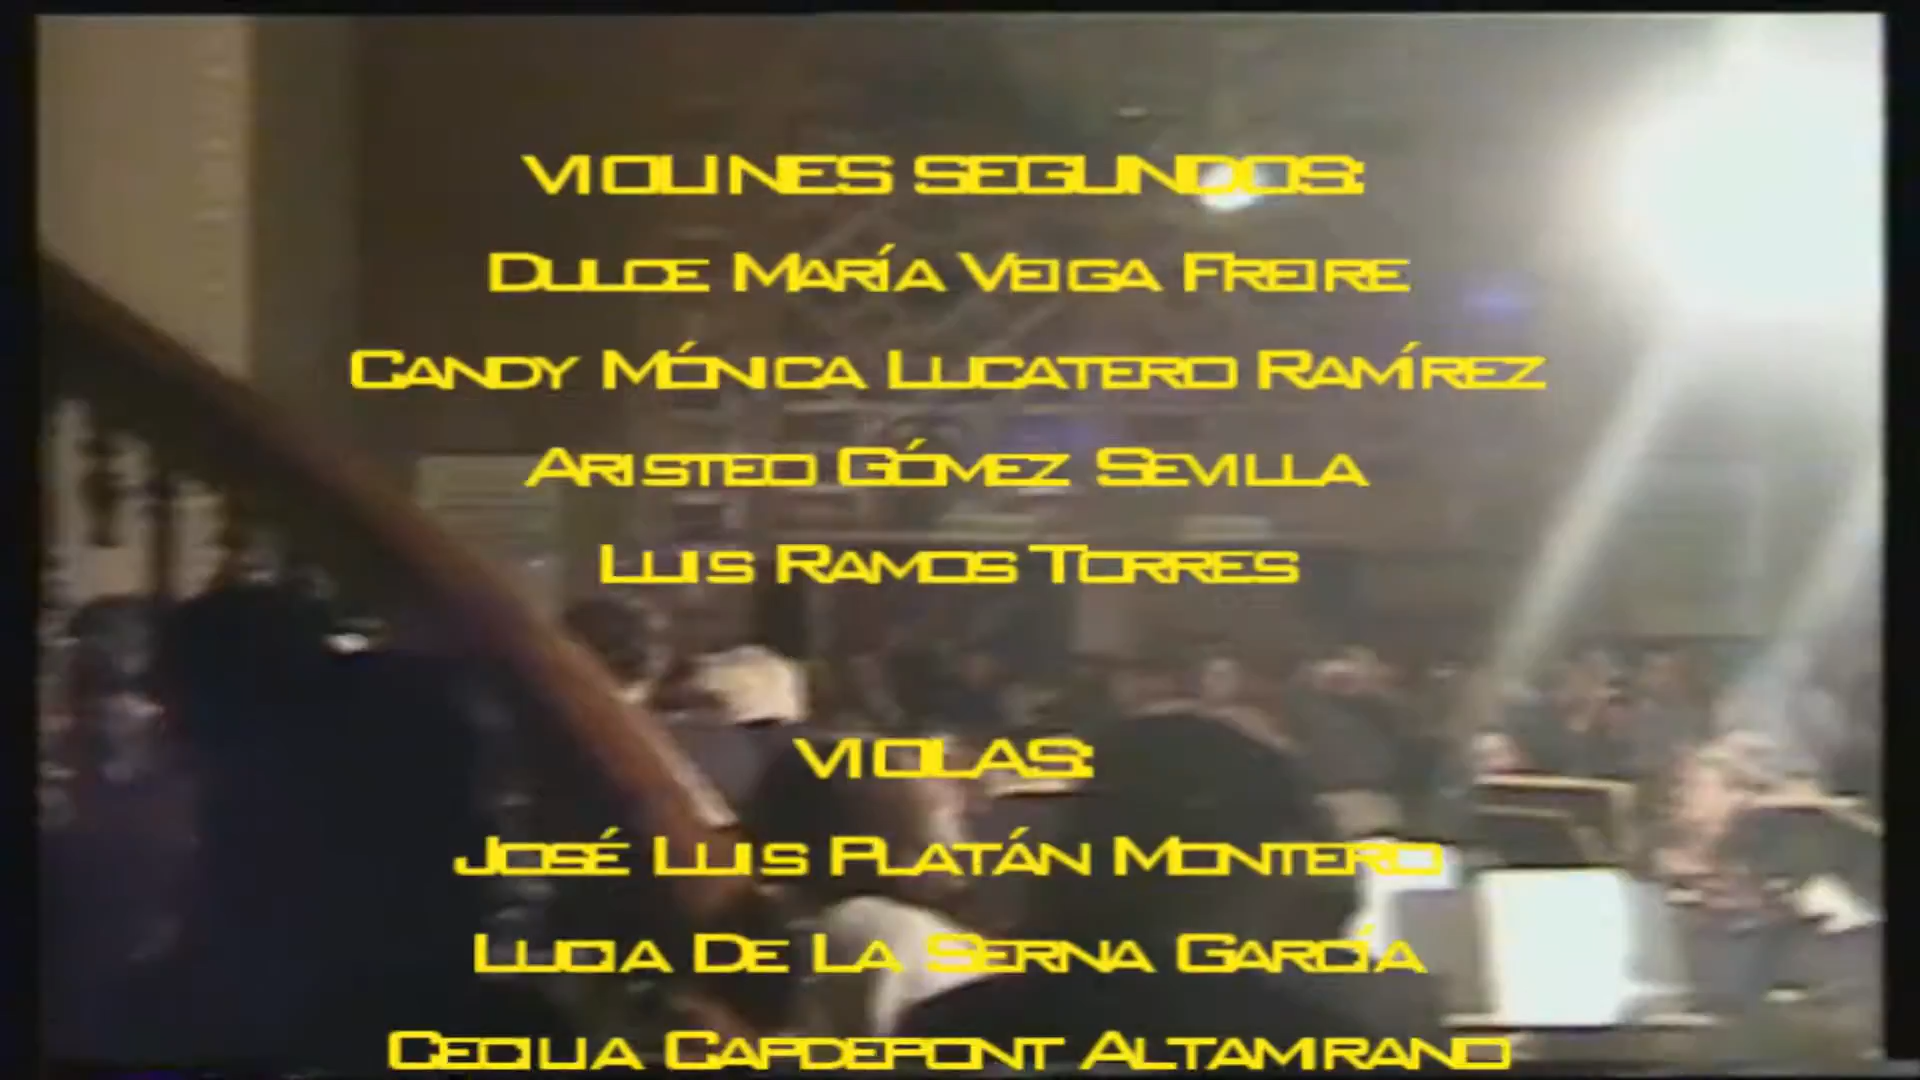 VIOLINES SEGUNDOS:
DULCE MARÍA VEIGA FREIRE
CANDY MÓNICA LUCATERO RAMÍREZ
ARISTEO GÓMEZ SEVILLA
LUIS RAMOS TORRES
VIOLAS:
JOSÉ LUIS PLATÁN MONTERO
LUCIA DE LA SERNA GARCÍA
CECILIA CAPDEPONT ALTAMIRANO